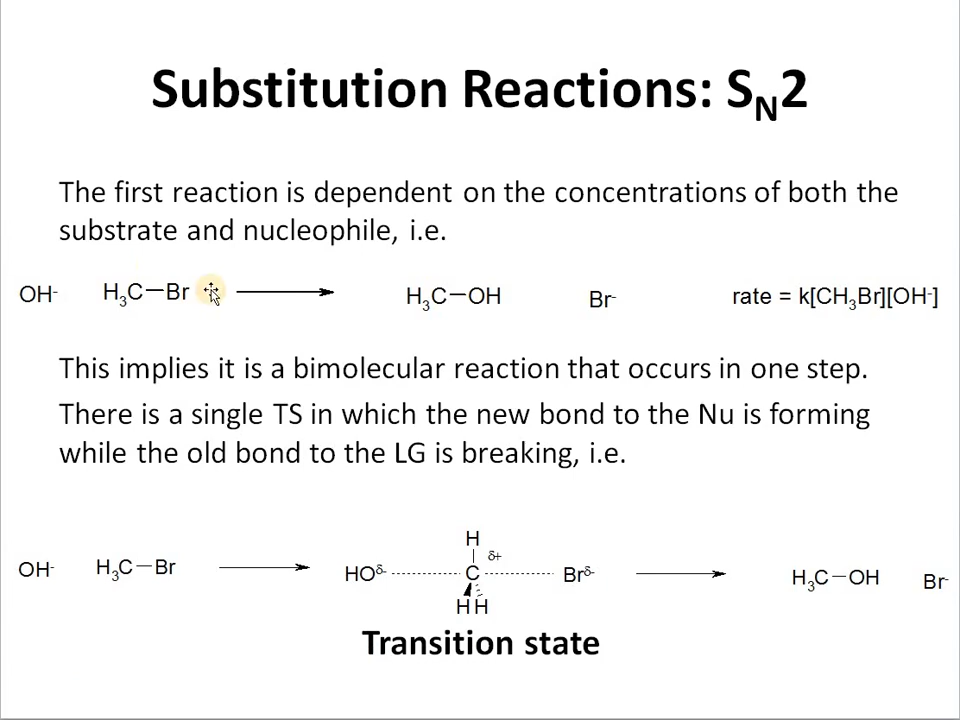 Substitution Reactions: SN2
The first reaction is dependent on the concentrations of both the
substrate and nucleophile, i.e.
OH- H3C—Br H3C—OH Br- rate = k[CH3Br][OH-]
This implies it is a bimolecular reaction that occurs in one step.
There is a single TS in which the new bond to the Nu is forming
while the old bond to the LG is breaking, i.e.
H
δ+
OH- H3C—Br HOδ- C Brδ- H3C—OH Br-
H H
Transition state